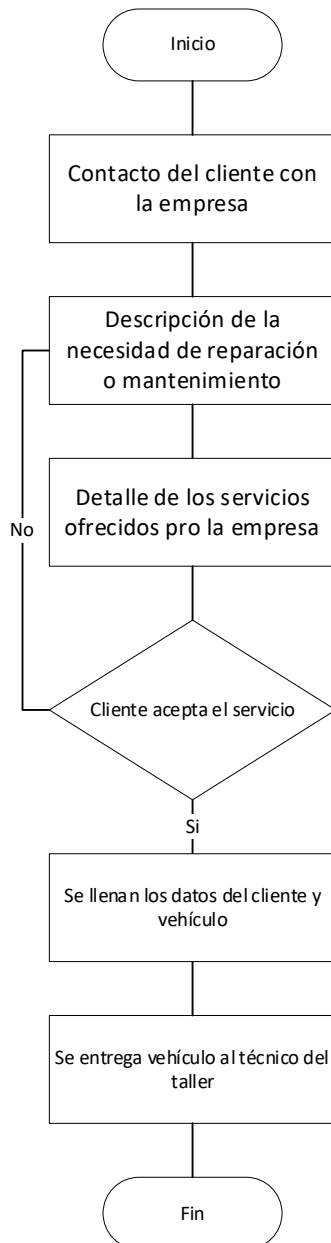 Inicio
Contacto del cliente con
la empresa
Descripción de la
necesidad de reparación
o mantenimiento
Detalle de los servicios
ofrecidos pro la empresa
No
Cliente acepta el servicio
Si
Se llenan los datos del cliente y
vehículo
Se entrega vehículo al técnico del
taller
Fin